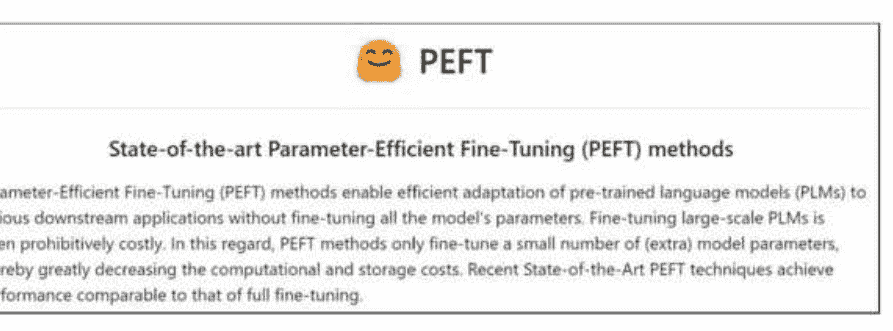 PEFT
State-of-the-art Parameter-Efficient Fine-Tuning (PEFT) methods
ameter-Efficient Fine-Tuning (PEFT) methods enable efficient adaptation of pre-trained language models (PLMs) to
ious downstream applications without fine-tuning all the model's parameters. Fine-tuning large-scale PLMs is
en prohibitively costly. In this regard, PEFT methods only fine-tune a small number of (extra) model parameters,
reby greatly decreasing the computational and storage costs. Recent State-of-the-Art PEFT techniques achieve
formance comparable to that of full fine-tuning.